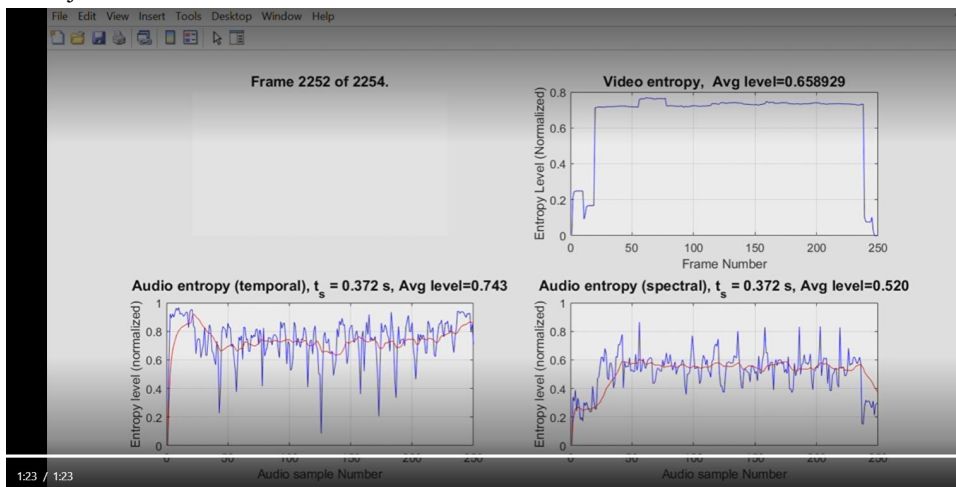 File Edit View Insert Tools Desktop Window Help
Frame 2252 of 2254.
Video entropy, Avg level=0.658929
Entropy Level (Normalized)
0.8
0.6
0.4
0.2
0
0 50 100 150 200 250
Frame Number
Audio entropy (temporal), ts = 0.372 s, Avg level=0.743
Entropy level (normalized)
1
0.8
0.6
0.4
0.2
0
0 50 100 150 200 250
Audio sample Number
Audio entropy (spectral), ts = 0.372 s, Avg level=0.520
Entropy level (normalized)
1
0.8
0.6
0.4
0.2
0
0 50 100 150 200 250
Audio sample Number
1:23 / 1:23